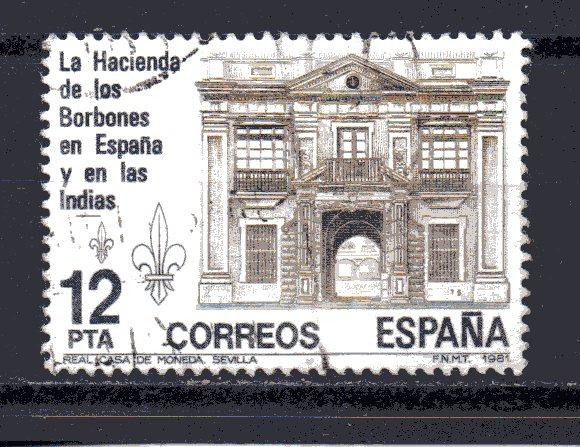 La Hacienda
de los
Borbones
en España
y en las
Indias
12
PTA
CORREOS ESPAÑA
REAL CASA DE MONEDA. SEVILLA F.N.M.T. 1981